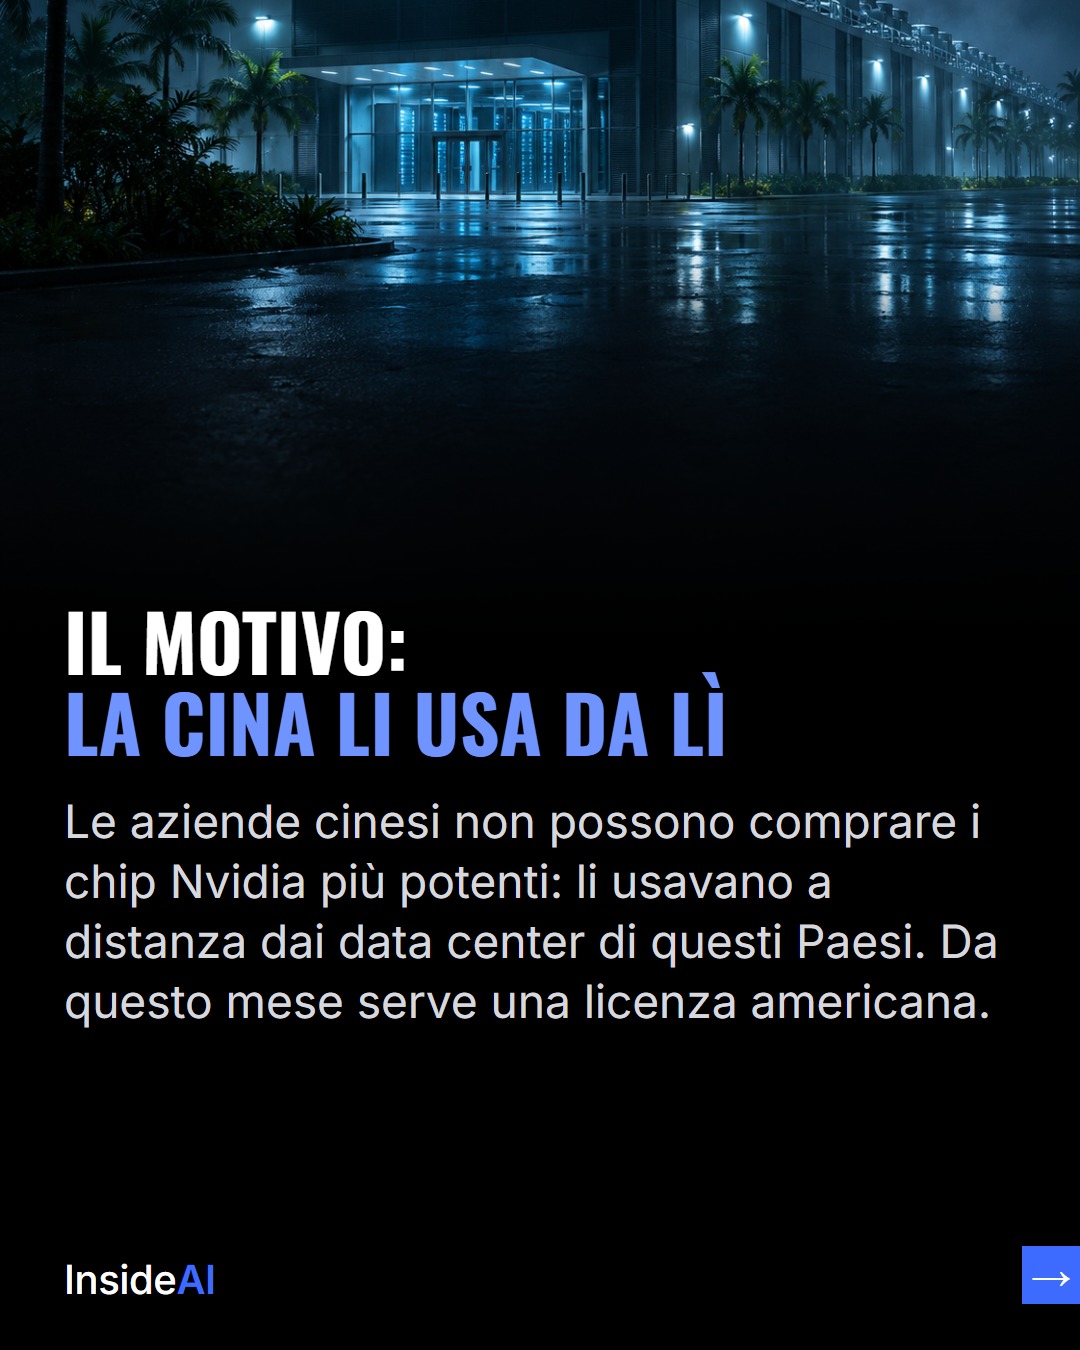 IL MOTIVO:
LA CINA LI USA DA LÌ
Le aziende cinesi non possono comprare i
chip Nvidia più potenti: li usavano a
distanza dai data center di questi Paesi. Da
questo mese serve una licenza americana.
InsideAI
→